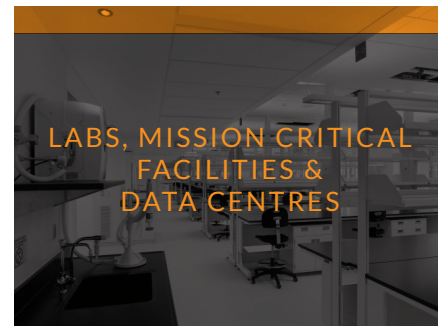 LABS, MISSION CRITICAL
FACILITIES &
DATA CENTRES